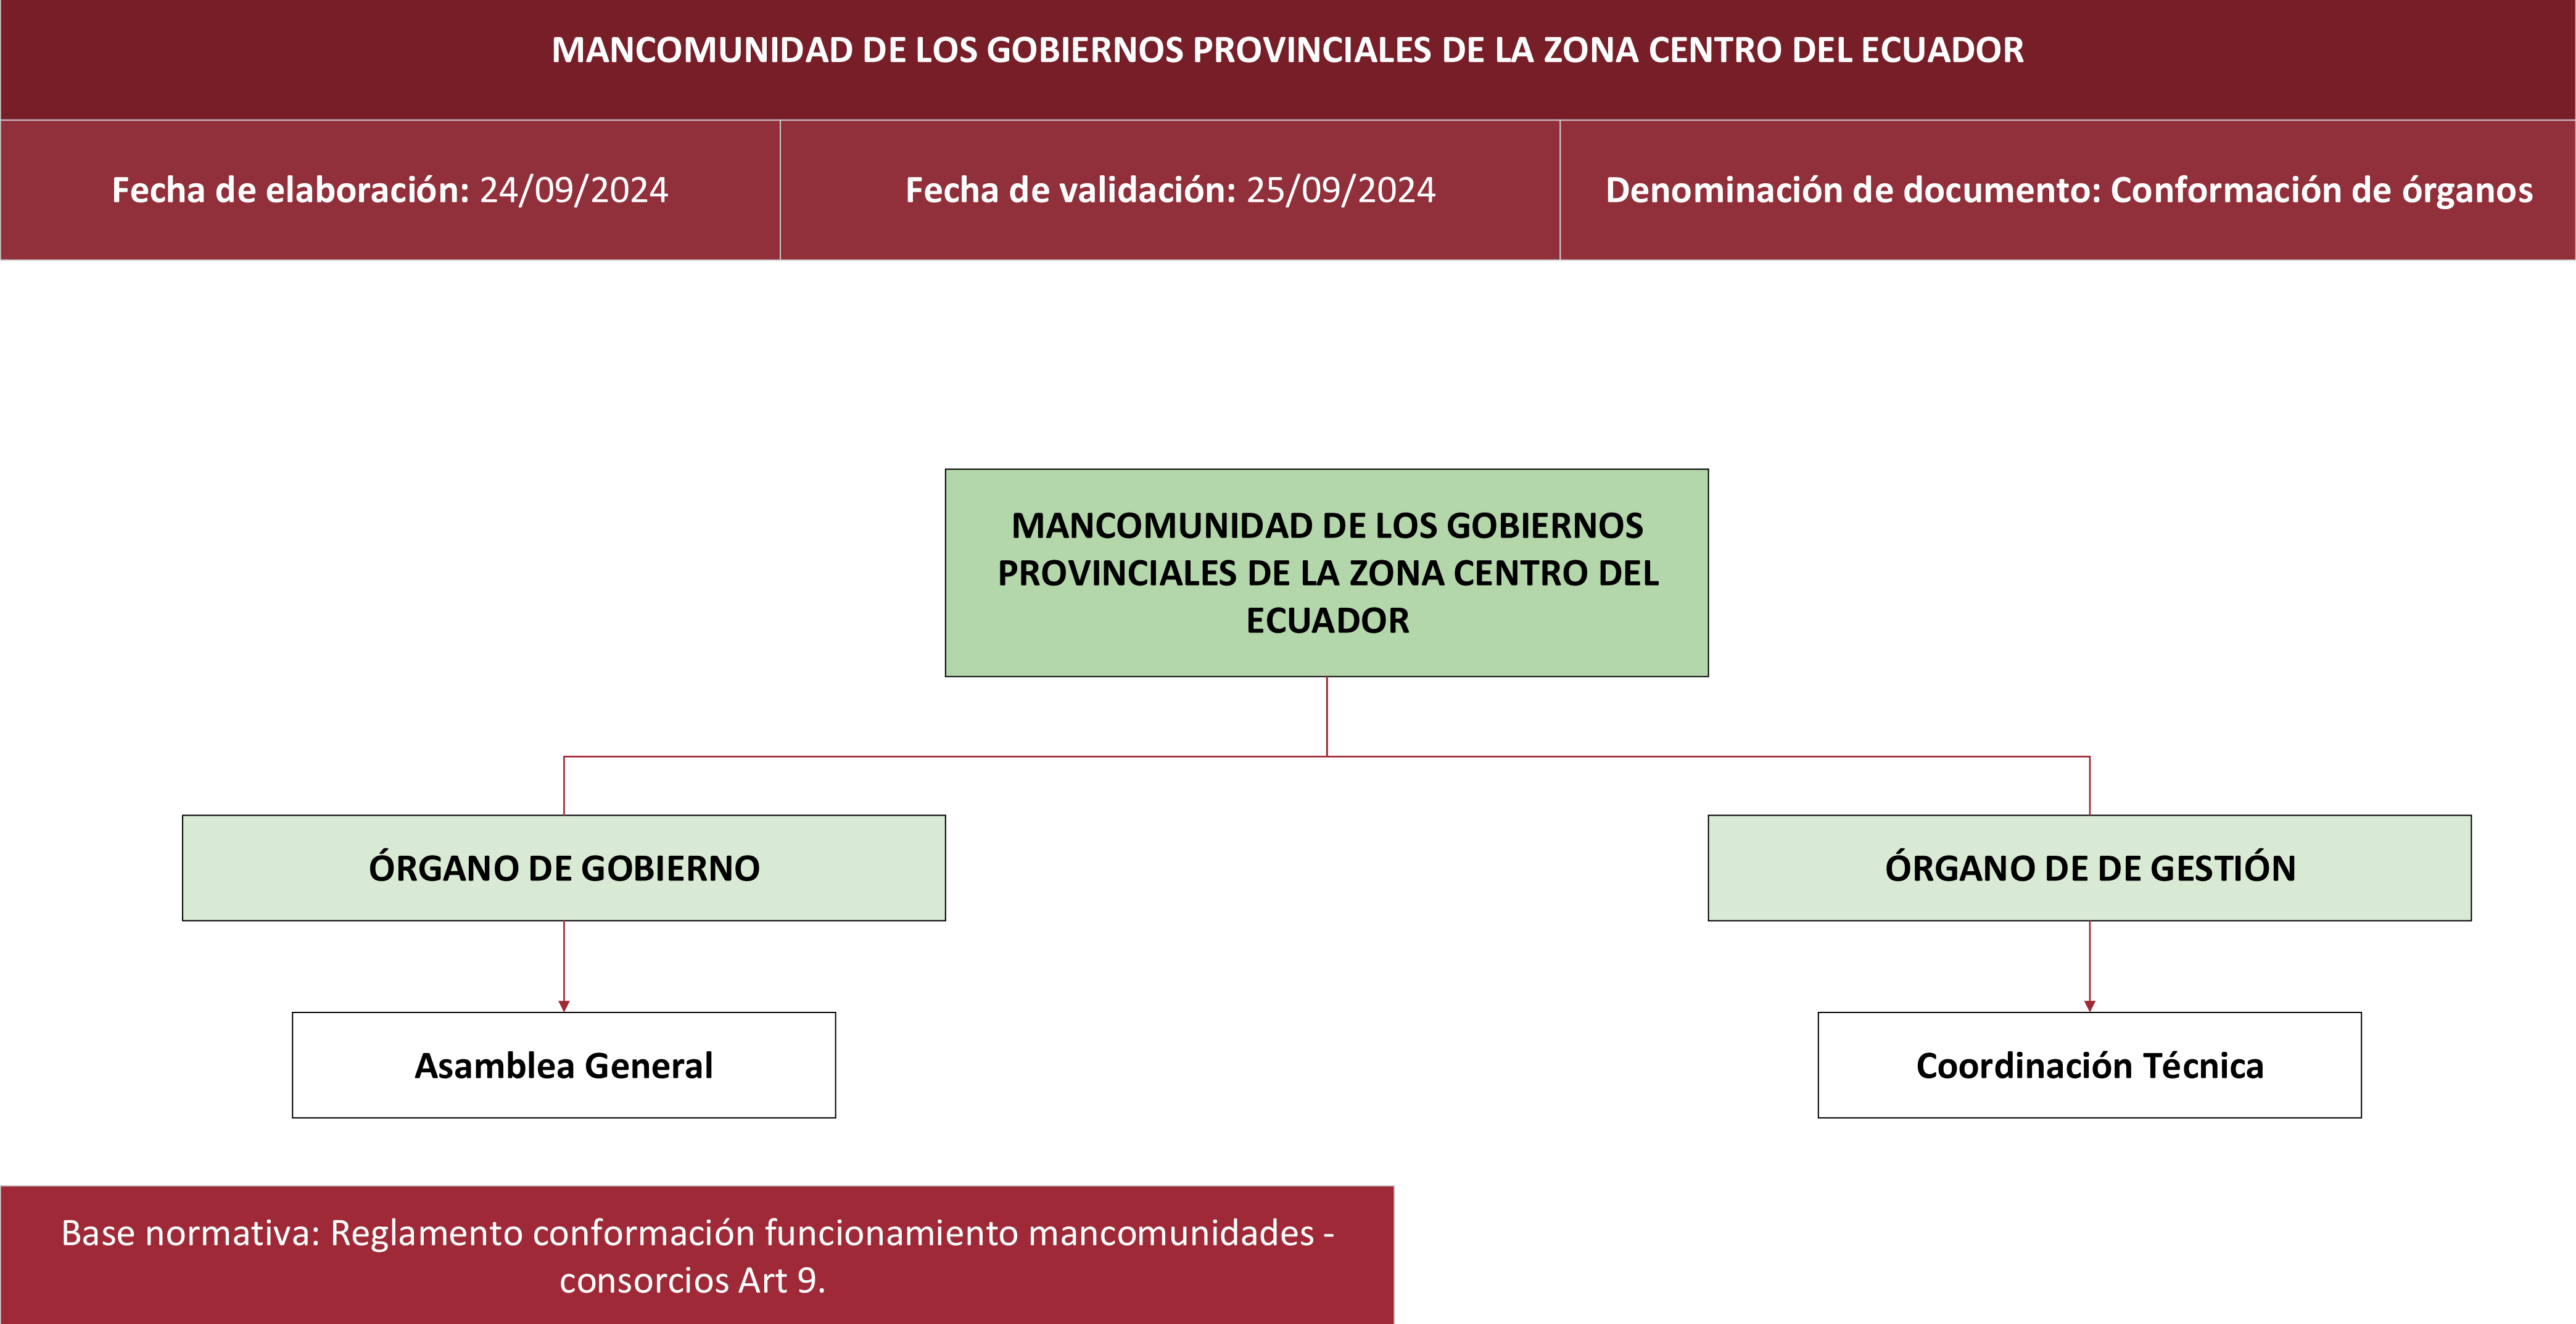 MANCOMUNIDAD DE LOS GOBIERNOS PROVINCIALES DE LA ZONA CENTRO DEL ECUADOR
Fecha de elaboración: 24/09/2024
Fecha de validación: 25/09/2024
Denominación de documento: Conformación de órganos
MANCOMUNIDAD DE LOS GOBIERNOS
PROVINCIALES DE LA ZONA CENTRO DEL
ECUADOR
ÓRGANO DE GOBIERNO
ÓRGANO DE DE GESTIÓN
Asamblea General
Coordinación Técnica
Base normativa: Reglamento conformación funcionamiento mancomunidades -
consorcios Art 9.